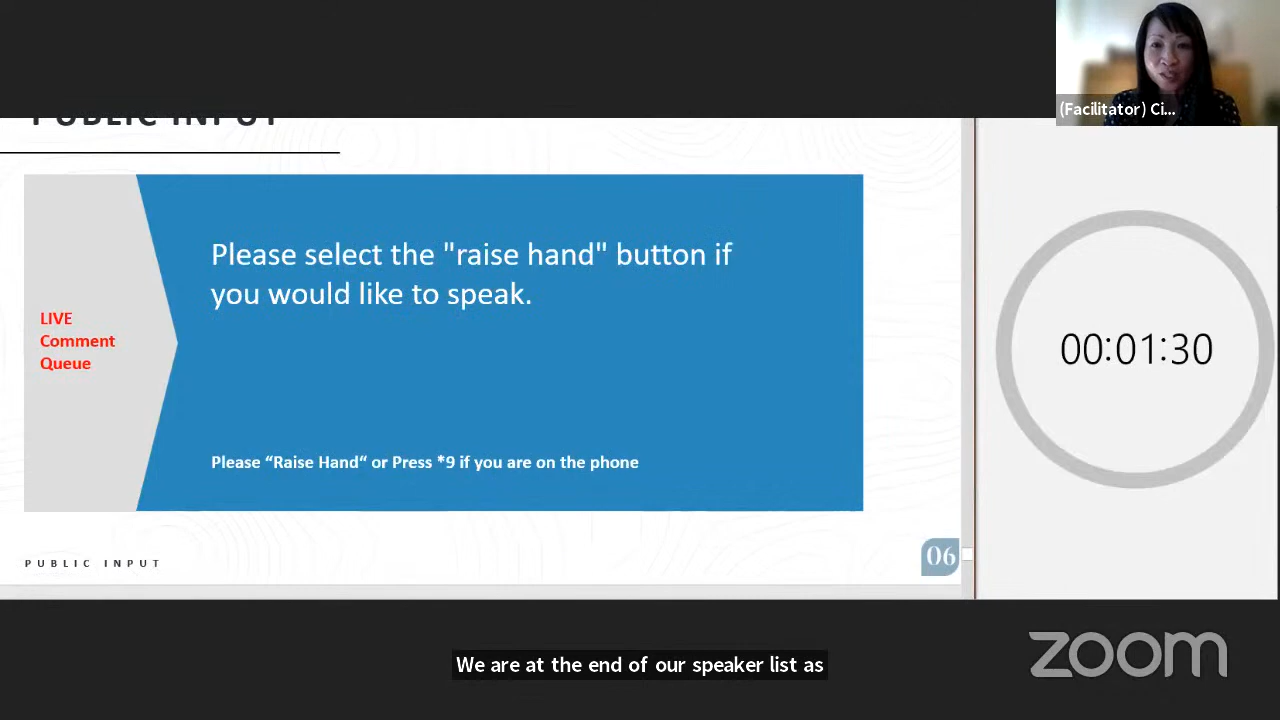 PUBLIC INPUT
(Facilitator) Ci...
Please select the "raise hand" button if
you would like to speak.
LIVE
Comment
Queue
00:01:30
Please “Raise Hand“ or Press *9 if you are on the phone
PUBLIC INPUT
06
We are at the end of our speaker list as
zoom